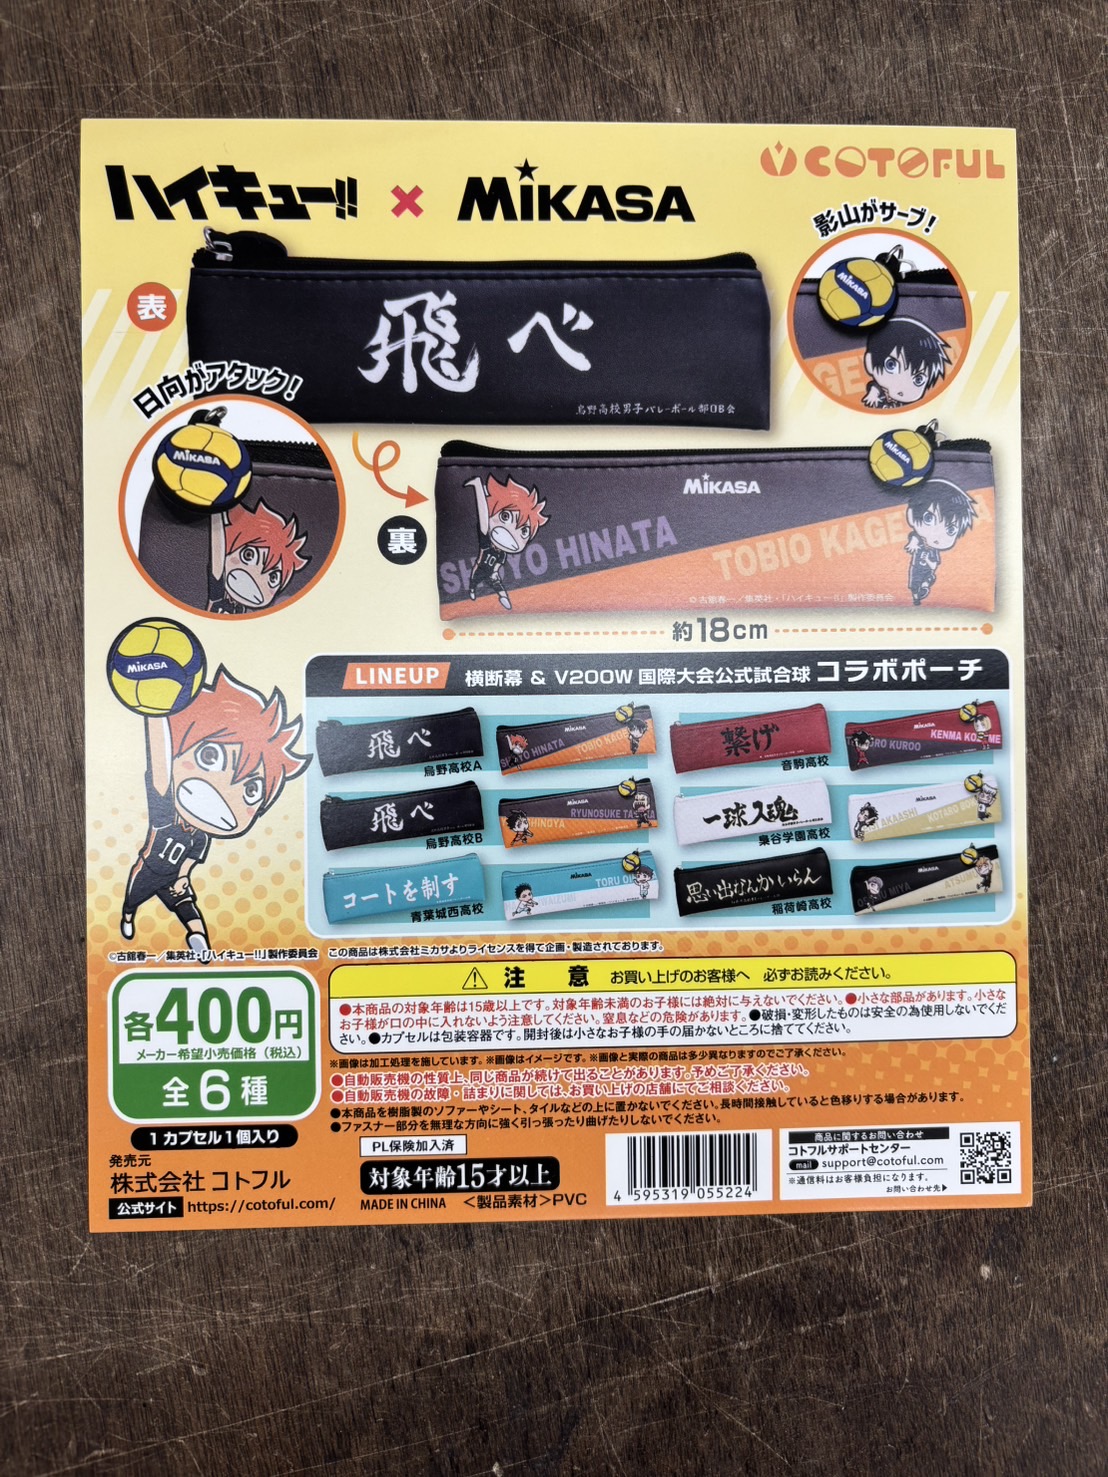 ハイキュー!! × MiKASA
COTOFUL
影山がサーブ!
MiKASA
表
飛べ
烏野高校男子バレーボール部OB会
日向がアタック!
MiKASA
裏
MiKASA
MiKASA
SHOYO HINATA
TOBIO KAGE
©古舘春一/集英社・「ハイキュー!!」製作委員会
約18cm
MiKASA
10
LINEUP 横断幕 & V200W 国際大会公式試合球 コラボポーチ
飛べ
烏野高校A
繋げ
音駒高校
KENMA
KUROO
飛べ
烏野高校B
RYUNOSUKE
一球入魂
梟谷学園高校
AKAASHI
コートを制す
青葉城西高校
思い出なんかいらん
稲荷崎高校
©古舘春一/集英社・「ハイキュー!!」製作委員会
この商品は株式会社ミカサよりライセンスを得て企画・製造されております。
注意 お買い上げのお客様へ 必ずお読みください。
●本商品の対象年齢は15歳以上です。対象年齢未満のお子様には絶対に与えないでください。●小さな部品があります。小さな
お子様が口の中に入れないよう注意してください。窒息などの危険があります。●破損・変形したものは安全の為使用しないでくだ
さい。●カプセルは包装容器です。開封後は小さなお子様の手の届かないところに捨ててください。
各400円
メーカー希望小売価格(税込)
全6種
1カプセル1個入り
※画像は加工処理を施しています。※画像はイメージです。※画像と実際の商品は多少異なりますのでご了承ください。
●自動販売機の性質上、同じ商品が続けて出ることがあります。予めご了承ください。
●自動販売機の故障・詰まりに関しては、お買い上げの店舗にてご相談ください。
●本商品を樹脂製のソファーやシート、タイルなどの上に置かないでください。長時間接触していると色移りする場合があります。
●ファスナー部分を無理な方向に強く引っ張ったり曲げたりしないでください。
発売元
株式会社 コトフル
公式サイト https://cotoful.com/
PL保険加入済
対象年齢15才以上
MADE IN CHINA <製品素材>PVC
4 595319 055224
商品に関するお問い合わせ
コトフルサポートセンター
mail support@cotoful.com
※通信料はお客様負担になります。
お問い合わせ先▶